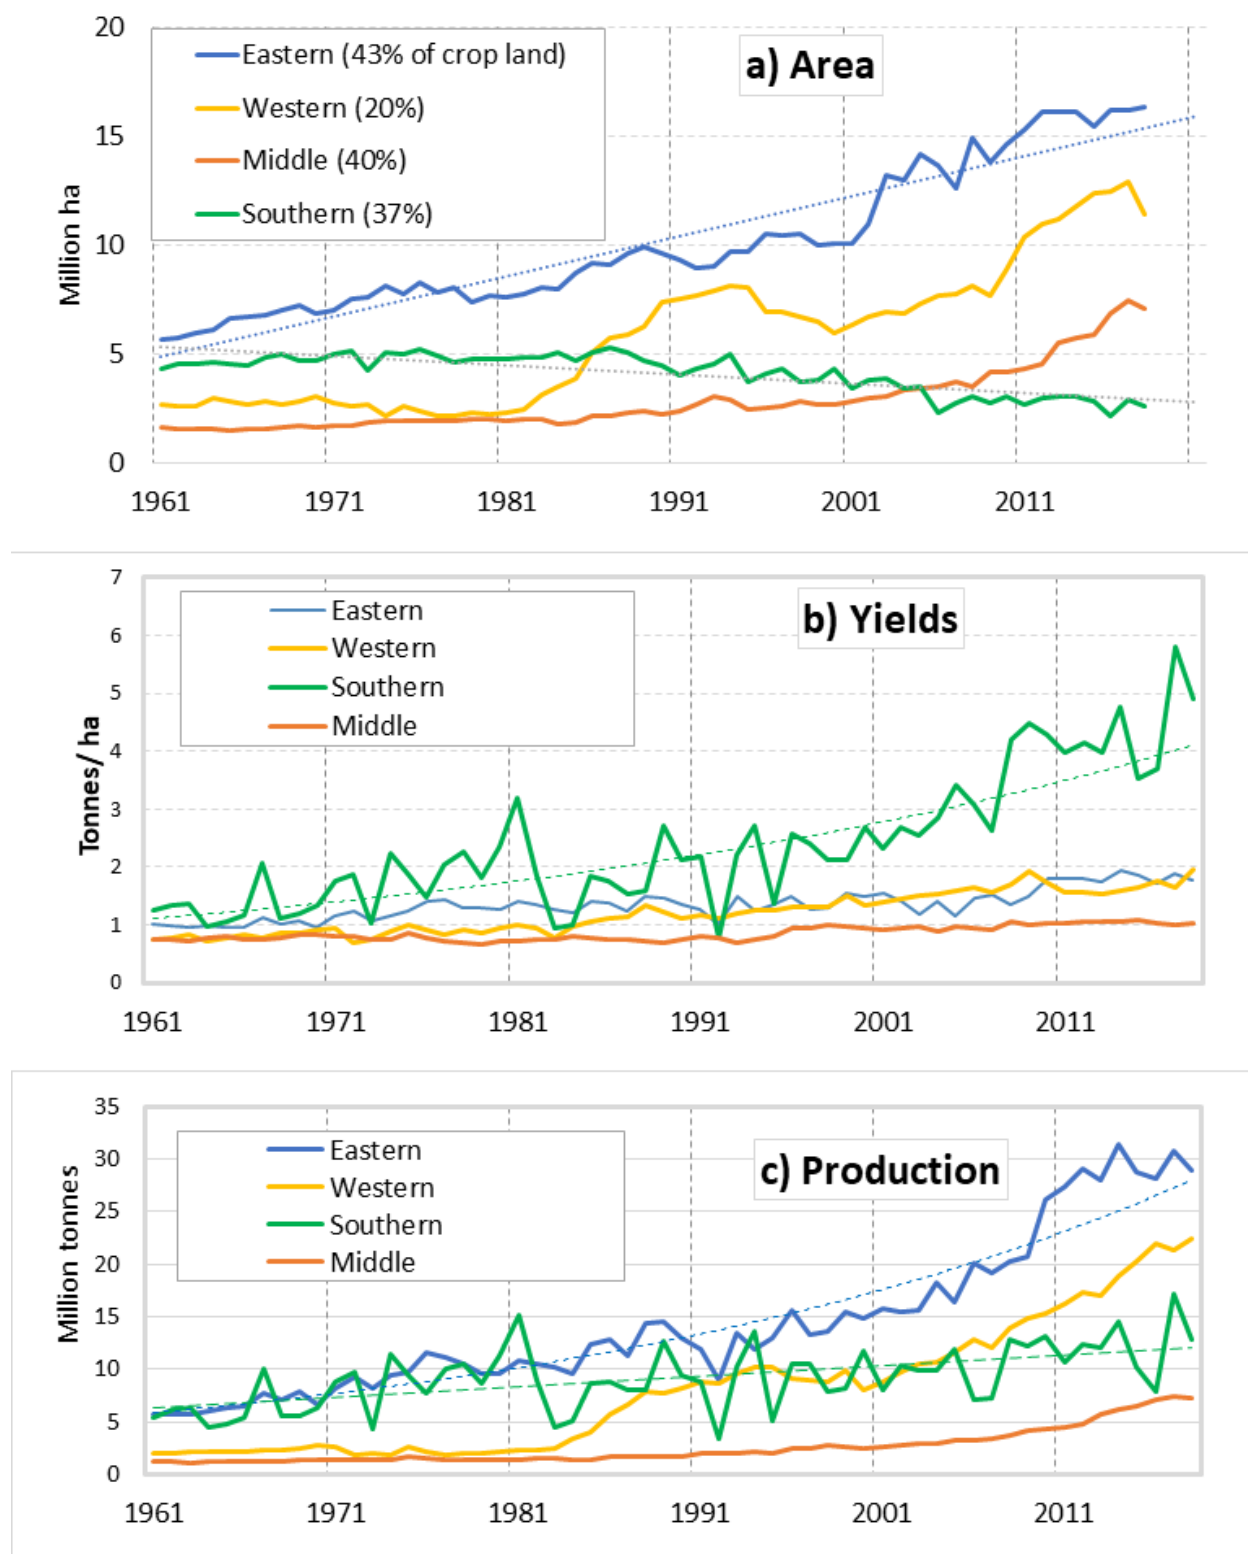 20
15
10
5
0
Million ha
Eastern (43% of crop land)
Western (20%)
Middle (40%)
Southern (37%)
a) Area
1961 1971 1981 1991 2001 2011
7
6
5
4
3
2
1
0
Tonnes/ ha
Eastern
Western
Southern
Middle
b) Yields
1961 1971 1981 1991 2001 2011
35
30
25
20
15
10
5
0
Million tonnes
Eastern
Western
Southern
Middle
c) Production
1961 1971 1981 1991 2001 2011